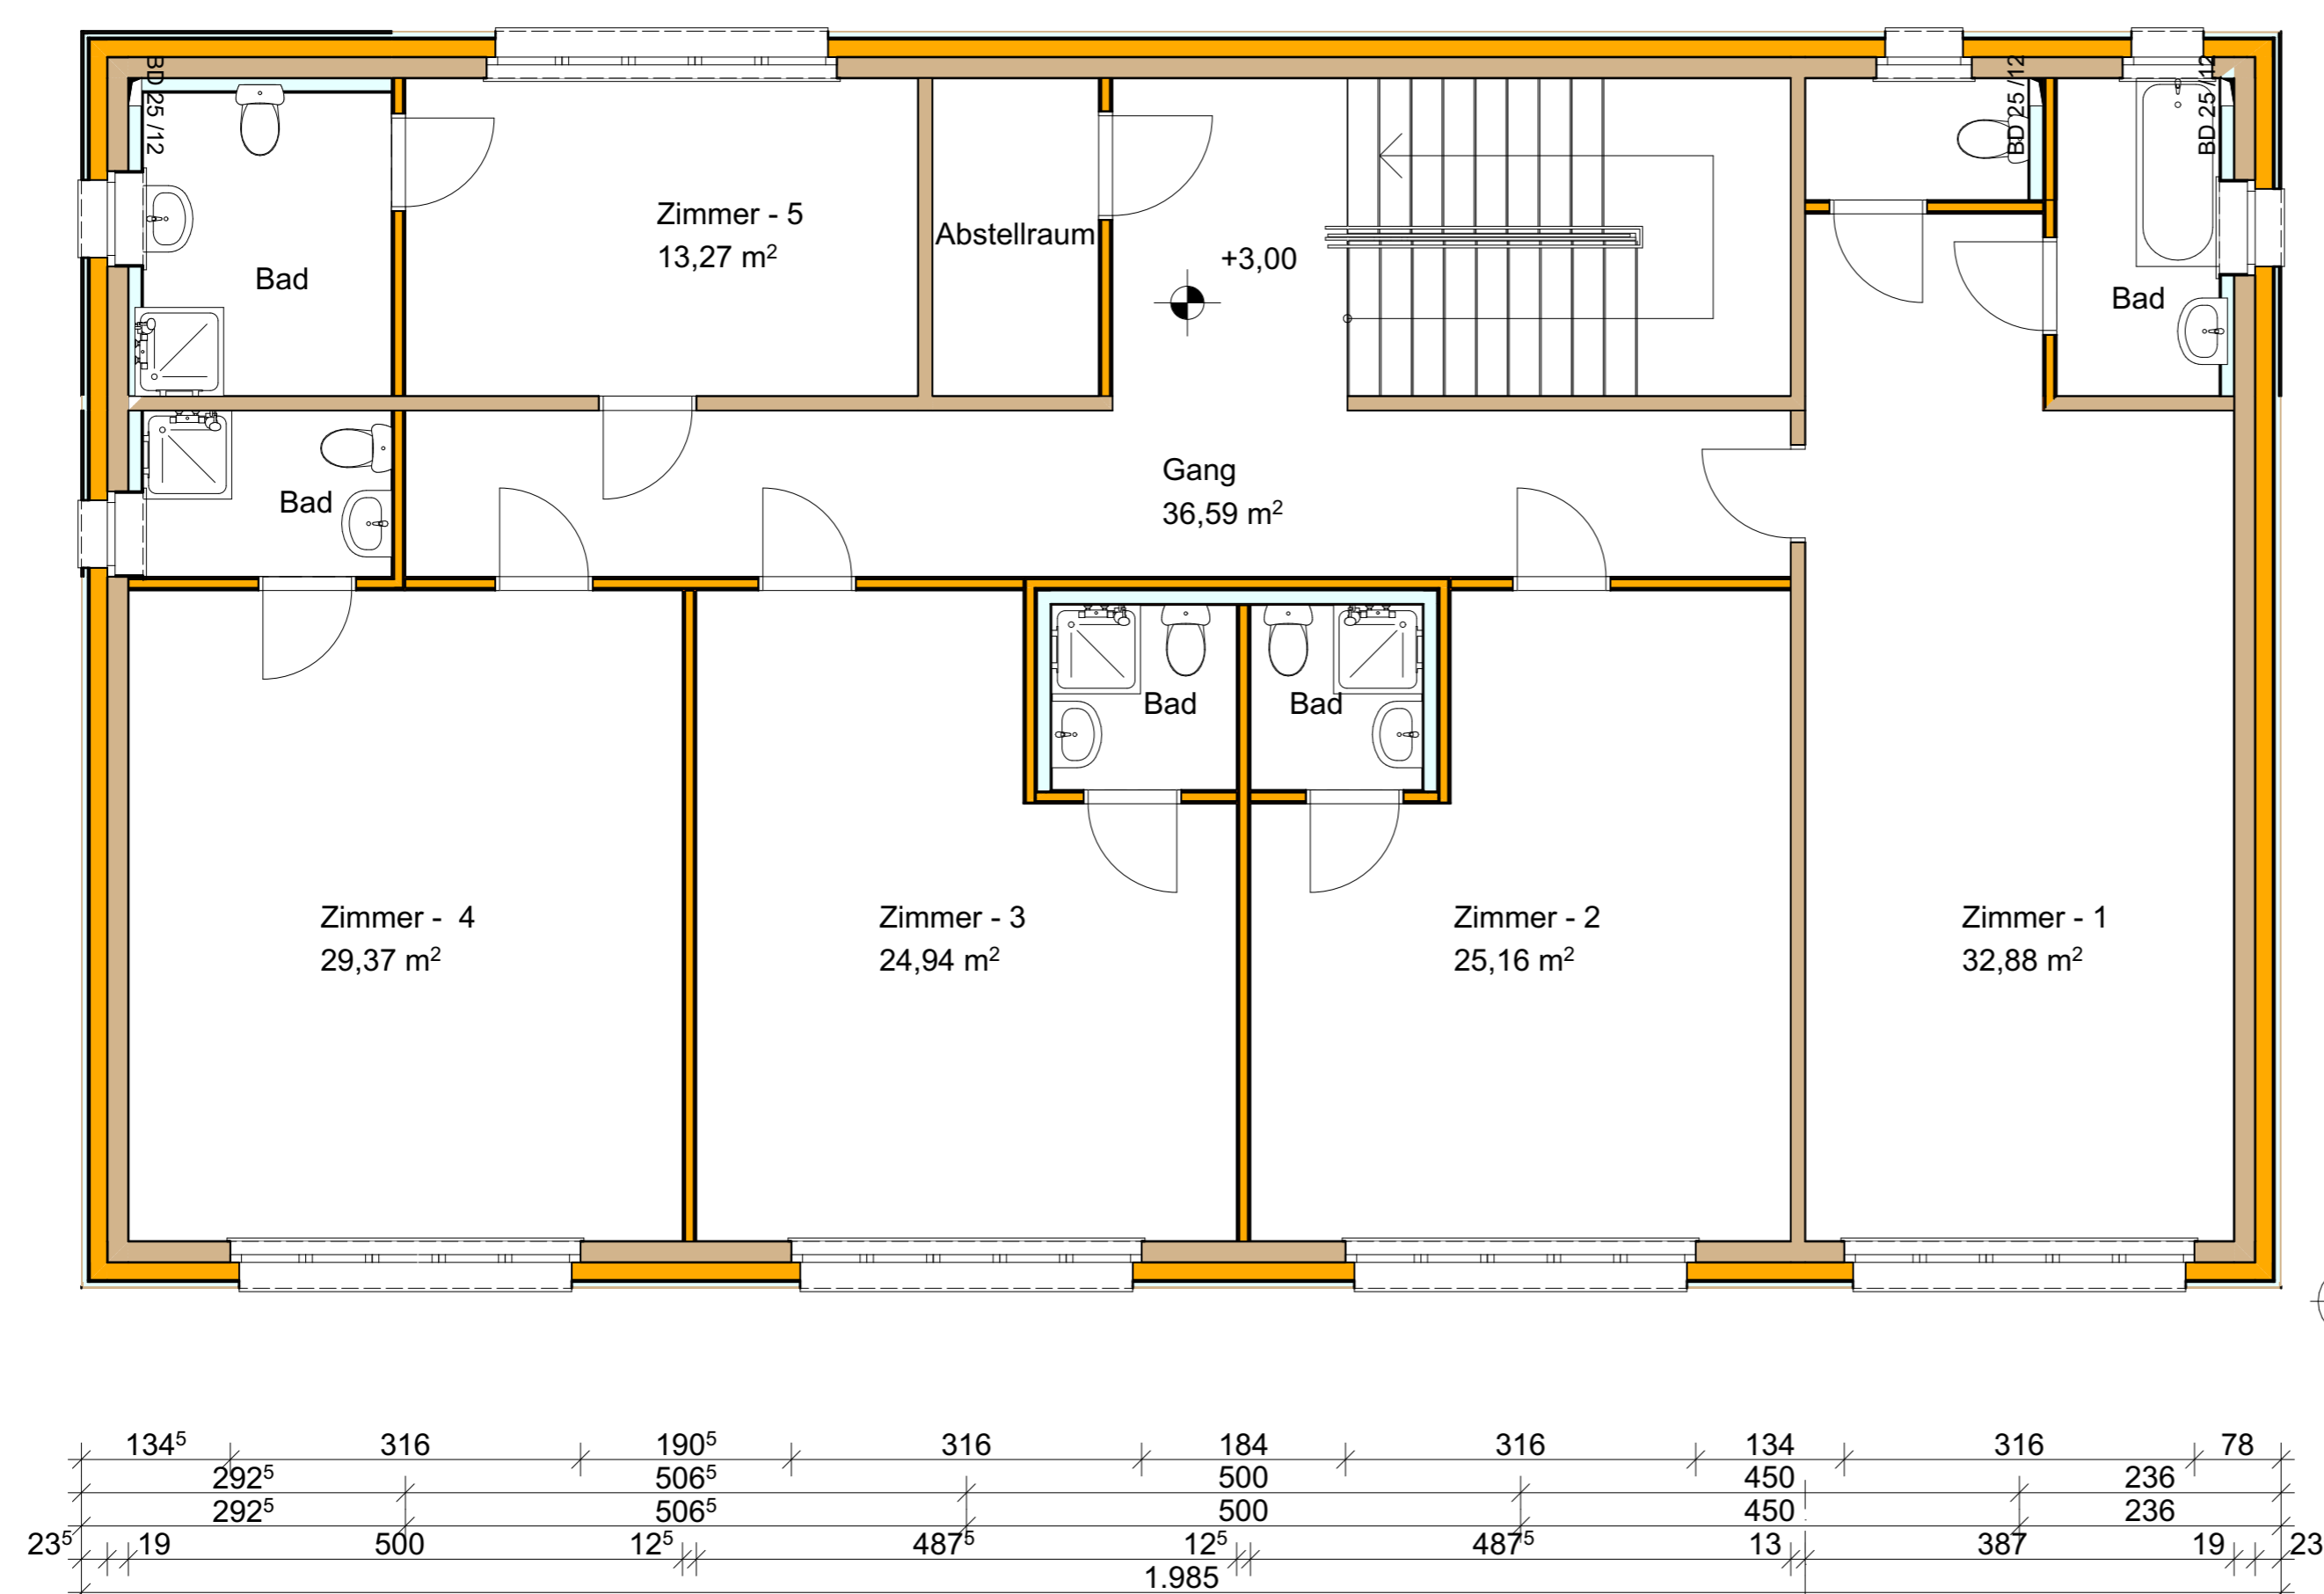 BD 25 /12
BD 25 /12
BD 25 /12
Zimmer - 5
13,27 m²
Abstellraum
+3,00
Bad
Bad
Gang
36,59 m²
Bad
Bad
Bad
Zimmer - 4
29,37 m²
Zimmer - 3
24,94 m²
Zimmer - 2
25,16 m²
Zimmer - 1
32,88 m²
134⁵ 316 190⁵ 316 184 316 134 316 78
292⁵ 506⁵ 500 450 236
292⁵ 506⁵ 500 450 236
23⁵ 19 500 12⁵ 487⁵ 12⁵ 487⁵ 13 387 19 23
1.985